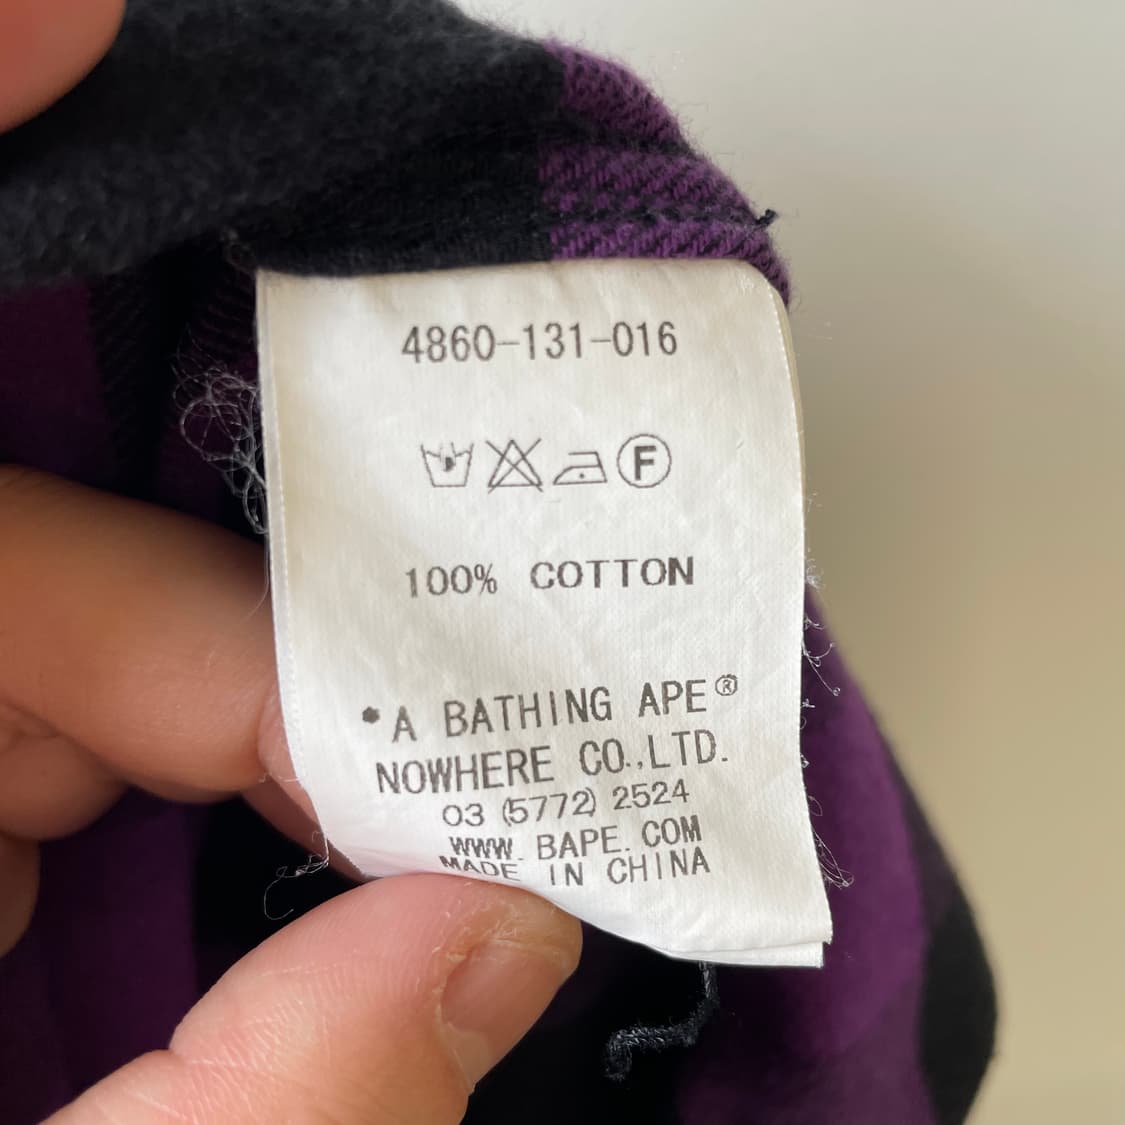 4860-131-016
F
100% COTTON
*A BATHING APE®
NOWHERE CO.,LTD.
03 (5772) 2524
WWW. BAPE. COM
MADE IN CHINA